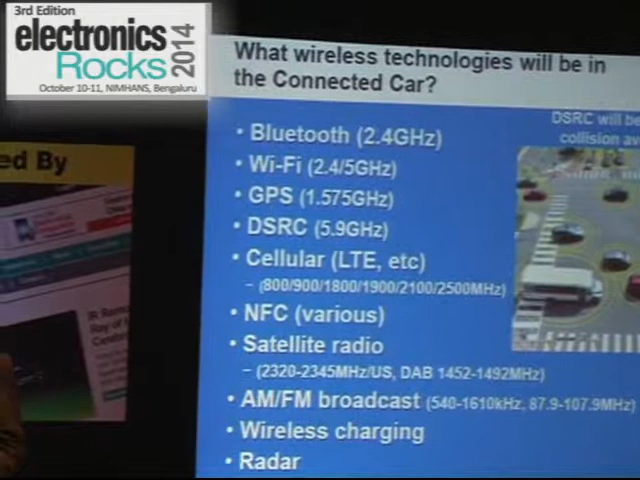 3rd Edition
electronics
Rocks 2014
October 10-11, NIMHANS, Bengaluru
ed By
What wireless technologies will be in
the Connected Car?
DSRC will be
collision av
• Bluetooth (2.4GHz)
• Wi-Fi (2.4/5GHz)
• GPS (1.575GHz)
• DSRC (5.9GHz)
• Cellular (LTE, etc)
– (800/900/1800/1900/2100/2500MHz)
• NFC (various)
• Satellite radio
– (2320-2345MHz/US, DAB 1452-1492MHz)
• AM/FM broadcast (540-1610kHz, 87.9-107.9MHz)
• Wireless charging
• Radar